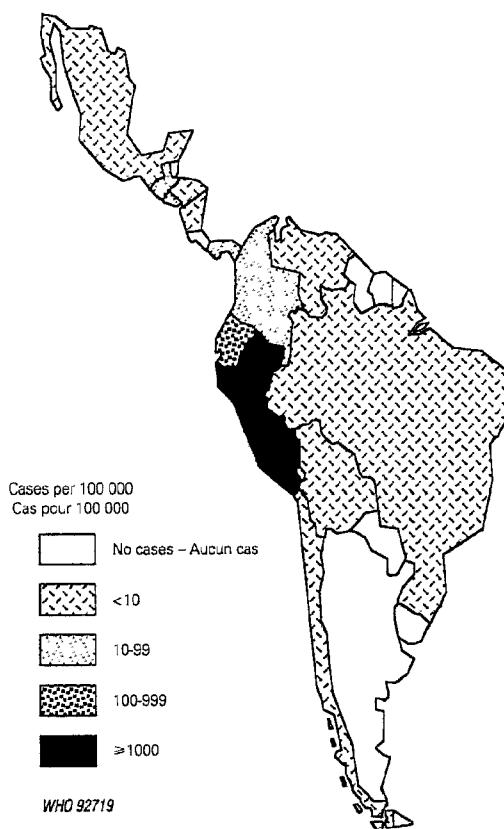 Cases per 100 000
Cas pour 100 000
No cases – Aucun cas
<10
10-99
100-999
≥1000
WHO 92719